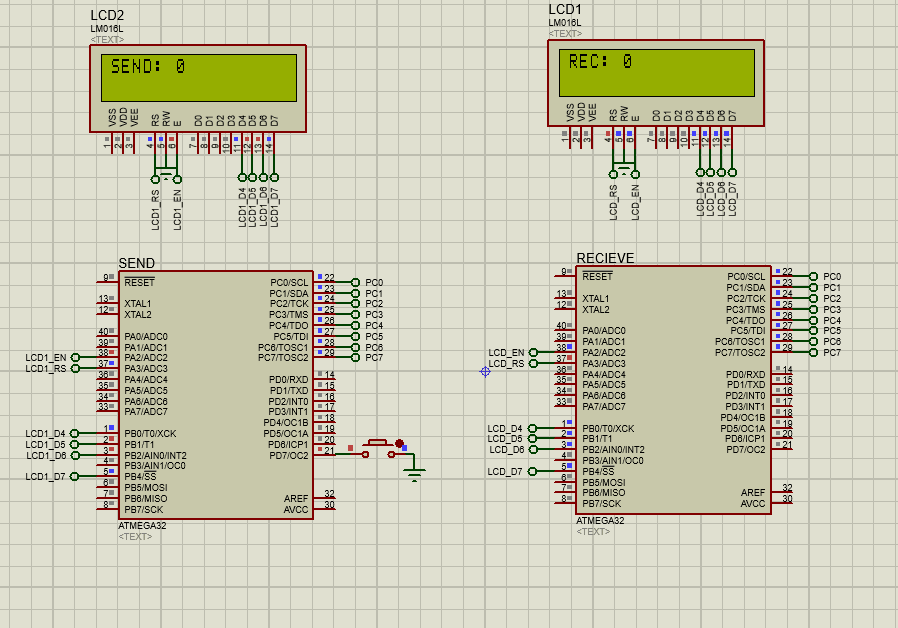 LCD2
LM016L
<TEXT>
SEND: 0
VSS VDD VEE RS RW E D0 D1 D2 D3 D4 D5 D6 D7
1 2 3 4 5 6 7 8 9 10 11 12 13 14
LCD1_RS LCD1_EN LCD1_D4 LCD1_D5 LCD1_D6 LCD1_D7
LCD1
LM016L
<TEXT>
REC: 0
VSS VDD VEE RS RW E D0 D1 D2 D3 D4 D5 D6 D7
1 2 3 4 5 6 7 8 9 10 11 12 13 14
LCD_RS LCD_EN LCD_D4 LCD_D5 LCD_D6 LCD_D7
SEND
9 RESET PC0/SCL 22 PC0
PC1/SDA 23 PC1
13 XTAL1 PC2/TCK 24 PC2
12 XTAL2 PC3/TMS 25 PC3
PC4/TDO 26 PC4
40 PA0/ADC0 PC5/TDI 27 PC5
39 PA1/ADC1 PC6/TOSC1 28 PC6
LCD1_EN 38 PA2/ADC2 PC7/TOSC2 29 PC7
LCD1_RS 37 PA3/ADC3
36 PA4/ADC4 PD0/RXD 14
35 PA5/ADC5 PD1/TXD 15
34 PA6/ADC6 PD2/INT0 16
33 PA7/ADC7 PD3/INT1 17
PD4/OC1B 18
LCD1_D4 1 PB0/T0/XCK PD5/OC1A 19
LCD1_D5 2 PB1/T1 PD6/ICP1 20
LCD1_D6 3 PB2/AIN0/INT2 PD7/OC2 21
4 PB3/AIN1/OC0
LCD1_D7 5 PB4/SS
6 PB5/MOSI
7 PB6/MISO AREF 32
8 PB7/SCK AVCC 30
ATMEGA32
<TEXT>
RECIEVE
9 RESET PC0/SCL 22 PC0
PC1/SDA 23 PC1
13 XTAL1 PC2/TCK 24 PC2
12 XTAL2 PC3/TMS 25 PC3
PC4/TDO 26 PC4
40 PA0/ADC0 PC5/TDI 27 PC5
39 PA1/ADC1 PC6/TOSC1 28 PC6
LCD_EN 38 PA2/ADC2 PC7/TOSC2 29 PC7
LCD_RS 37 PA3/ADC3
36 PA4/ADC4 PD0/RXD 14
35 PA5/ADC5 PD1/TXD 15
34 PA6/ADC6 PD2/INT0 16
33 PA7/ADC7 PD3/INT1 17
PD4/OC1B 18
LCD_D4 1 PB0/T0/XCK PD5/OC1A 19
LCD_D5 2 PB1/T1 PD6/ICP1 20
LCD_D6 3 PB2/AIN0/INT2 PD7/OC2 21
4 PB3/AIN1/OC0
LCD_D7 5 PB4/SS
6 PB5/MOSI
7 PB6/MISO AREF 32
8 PB7/SCK AVCC 30
ATMEGA32
<TEXT>